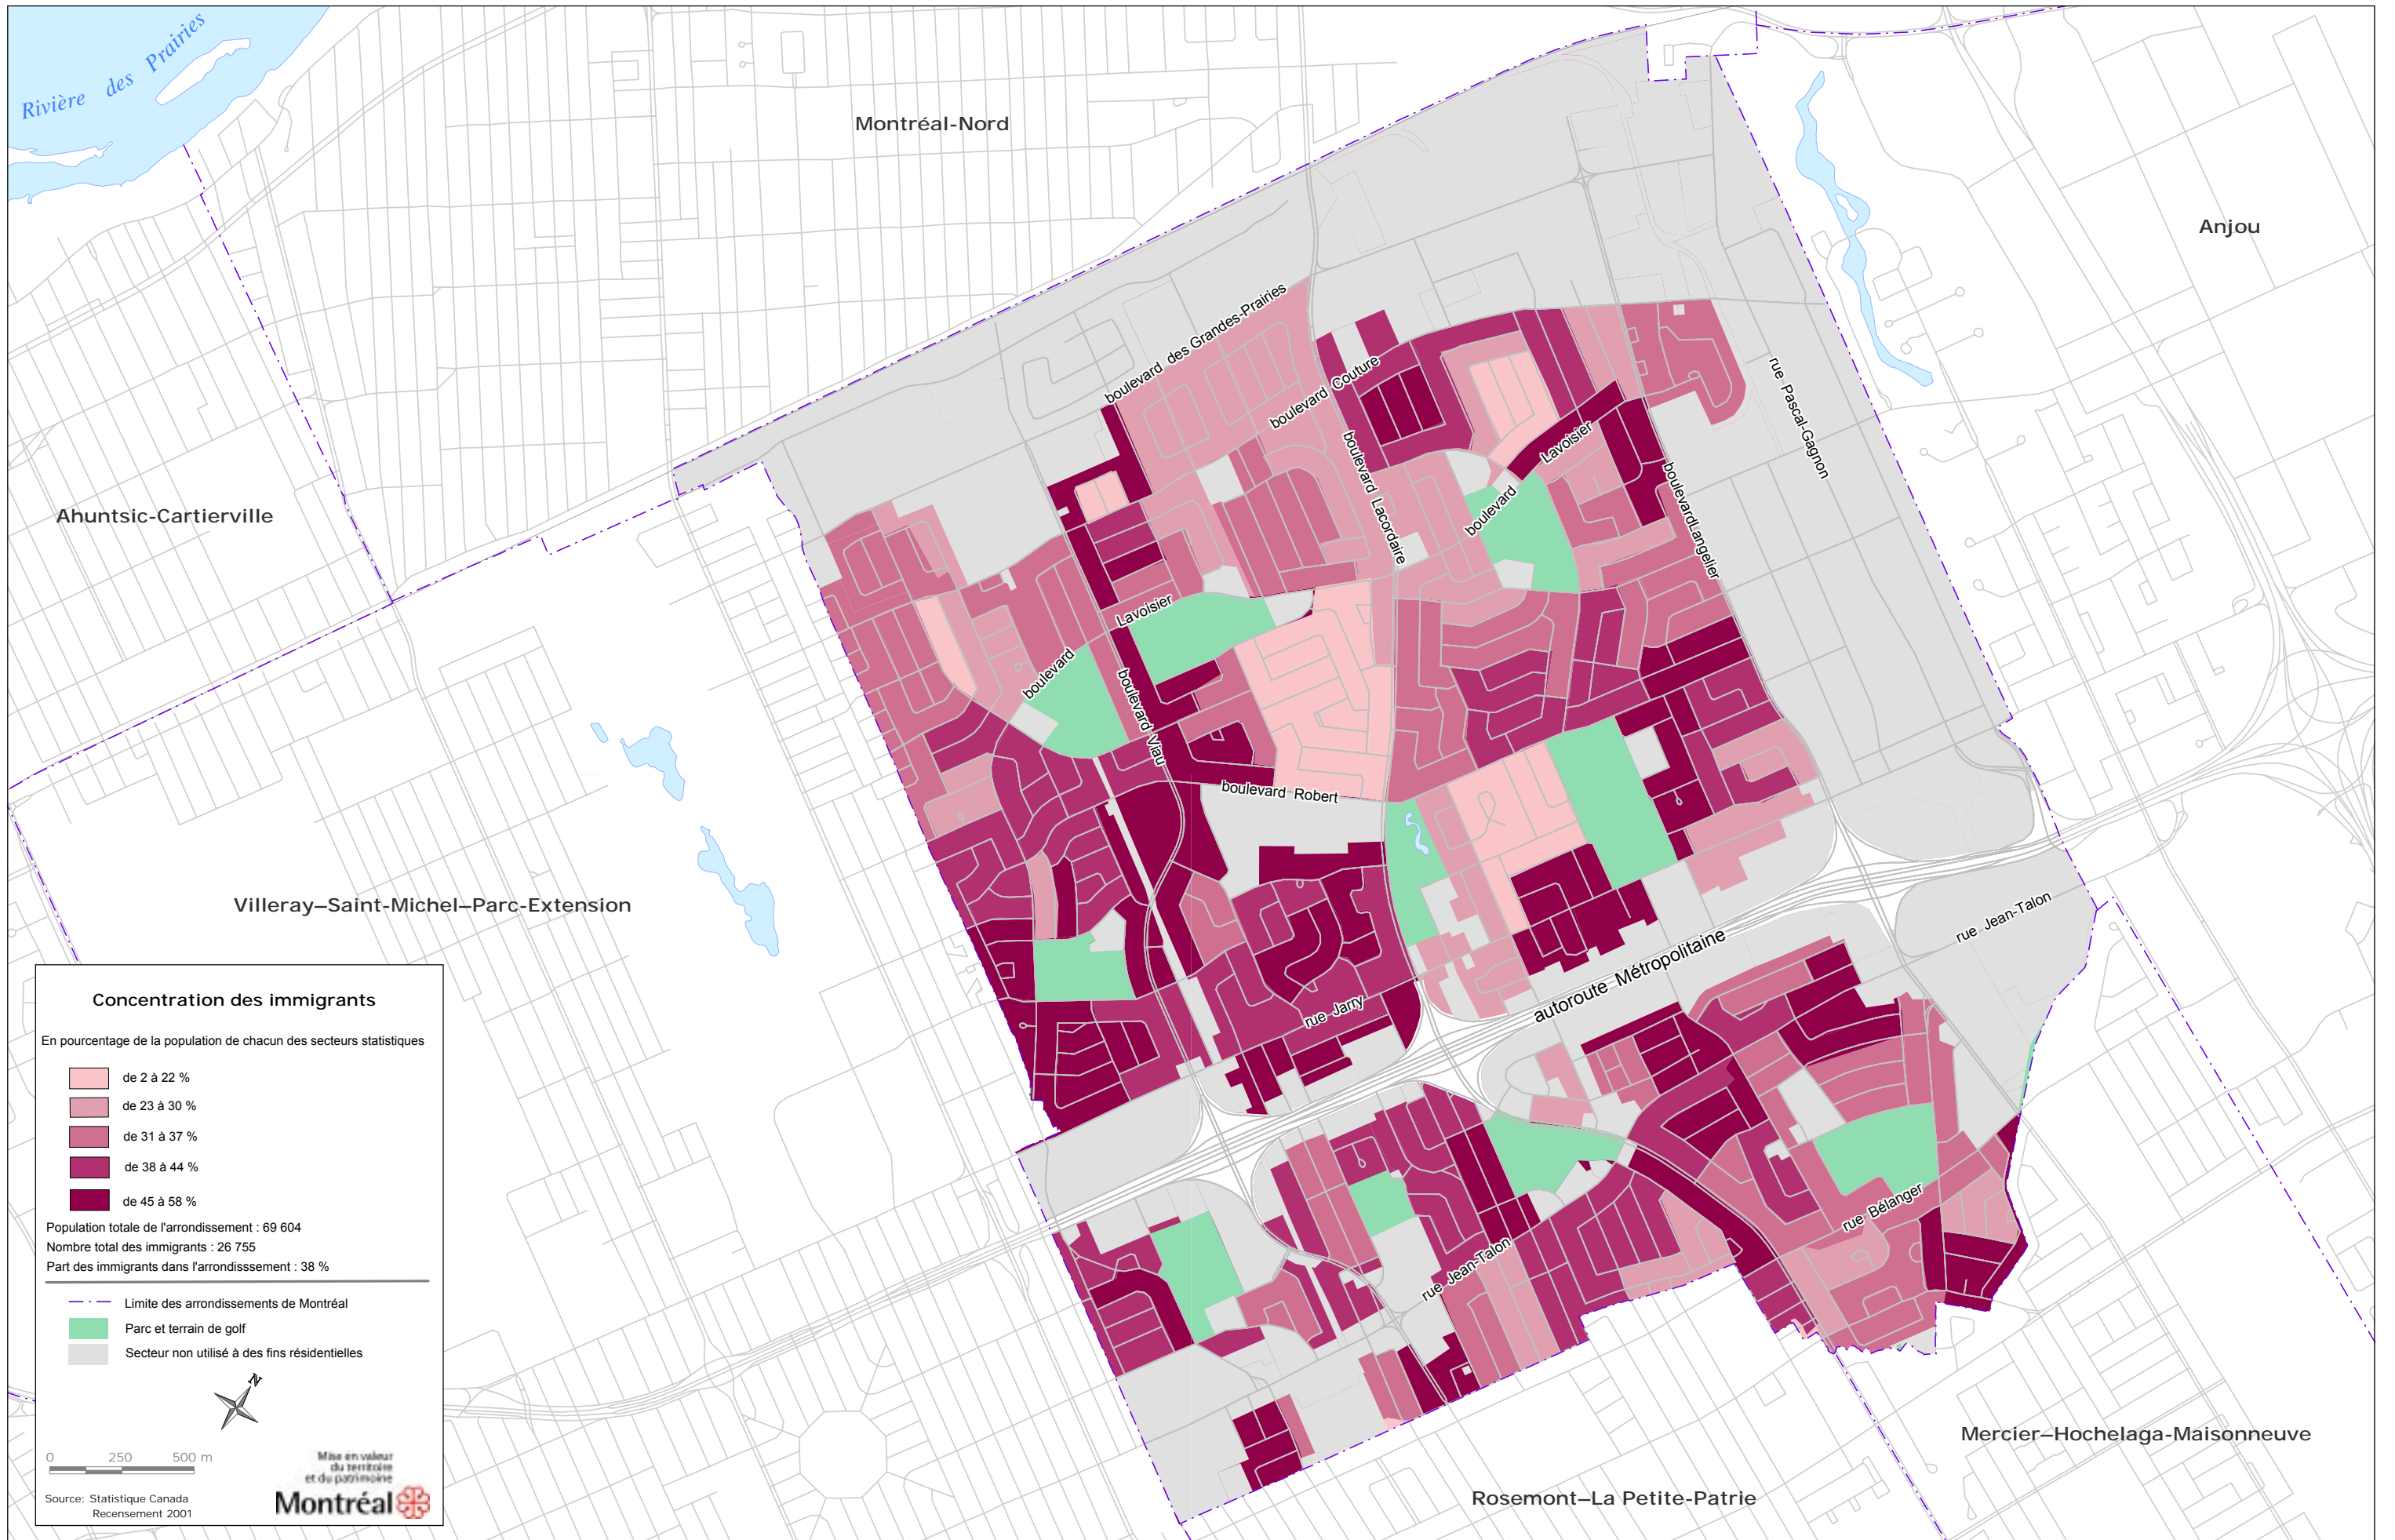 Rivière des Prairies
Montréal-Nord
Anjou
Ahuntsic-Cartierville
Villeray–Saint-Michel–Parc-Extension
Mercier–Hochelaga-Maisonneuve
Rosemont–La Petite-Patrie
boulevard des Grandes-Prairies
boulevard Couture
boulevard Lacordaire
boulevard Lavoisier
boulevard Langelier
rue Pascal-Gagnon
boulevard Lavoisier
boulevard Viau
boulevard Robert
rue Jarry
autoroute Métropolitaine
rue Jean-Talon
rue Jean-Talon
rue Bélanger
Concentration des immigrants
En pourcentage de la population de chacun des secteurs statistiques
de 2 à 22 %
de 23 à 30 %
de 31 à 37 %
de 38 à 44 %
de 45 à 58 %
Population totale de l'arrondissement : 69 604
Nombre total des immigrants : 26 755
Part des immigrants dans l'arrondisssement : 38 %
Limite des arrondissements de Montréal
Parc et terrain de golf
Secteur non utilisé à des fins résidentielles
N
0 250 500 m
Source: Statistique Canada
Recensement 2001
Mise en valeur
du territoire
et du patrimoine
Montréal